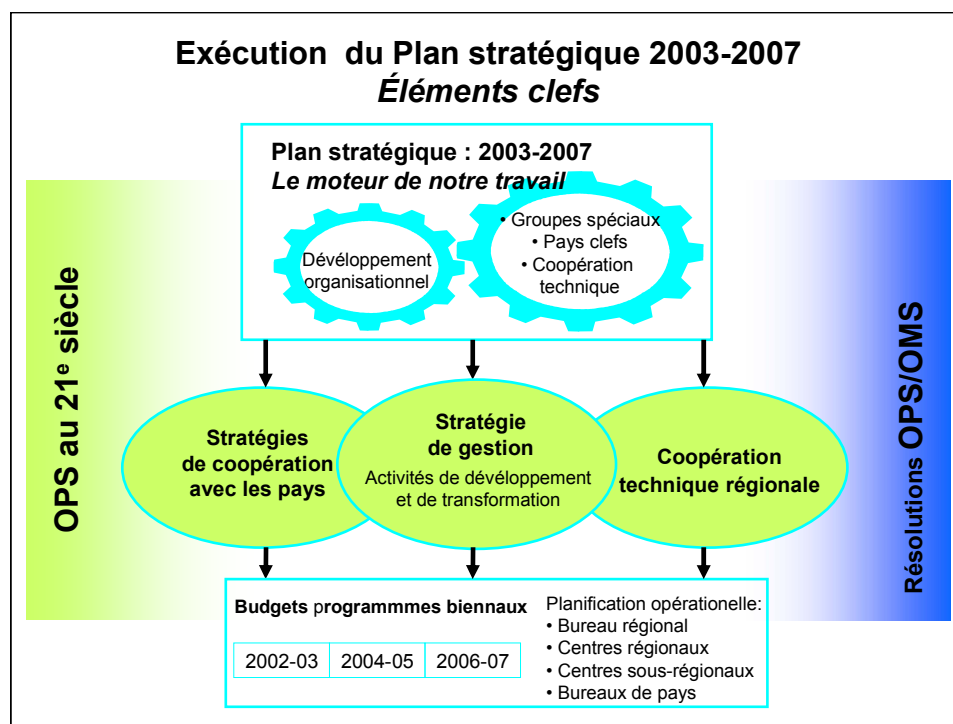 Exécution du Plan stratégique 2003-2007
Éléments clefs
Plan stratégique : 2003-2007
Le moteur de notre travail
Dévéloppement
organisationnel
• Groupes spéciaux
• Pays clefs
• Coopération
technique
OPS au 21e siècle
Résolutions OPS/OMS
Stratégies
de coopération
avec les pays
Stratégie
de gestion
Activités de dévéloppement
et de transformation
Coopération
technique régionale
Budgets programmmes biennaux
2002-03 2004-05 2006-07
Planification opérationelle:
• Bureau régional
• Centres régionaux
• Centres sous-régionaux
• Bureaux de pays